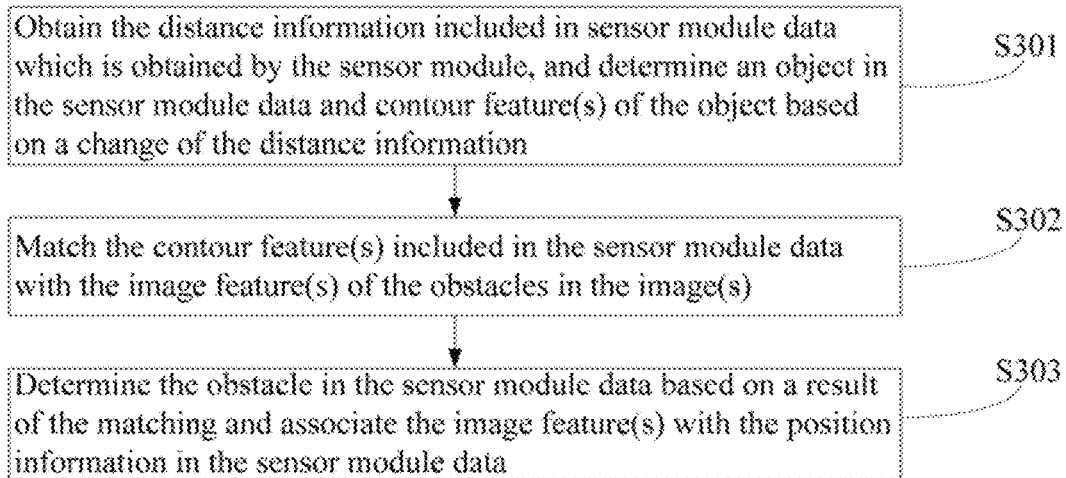 Obtain the distance information included in sensor module data
which is obtained by the sensor module, and determine an object in
the sensor module data and contour feature(s) of the object based
on a change of the distance information
S301
Match the contour feature(s) included in the sensor module data
with the image feature(s) of the obstacles in the image(s)
S302
Determine the obstacle in the sensor module data based on a result
of the matching and associate the image feature(s) with the position
information in the sensor module data
S303